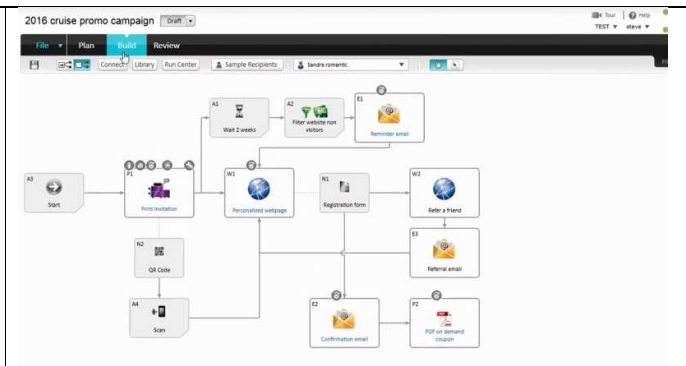 2016 cruise promo campaign Draft
Tour Help
TEST steve
File Plan Build Review
Connect Library Run Center Sample Recipients Sandra romantic
A1
Wait 2 weeks
A2
Filter website non
visitors
E1
Reminder email
A3
Start
P1
Print invitation
W1
Personalized webpage
N1
Registration form
W2
Refer a friend
N2
QR Code
E3
Referral email
A4
Scan
E2
Confirmation email
P2
PDF on demand
coupon